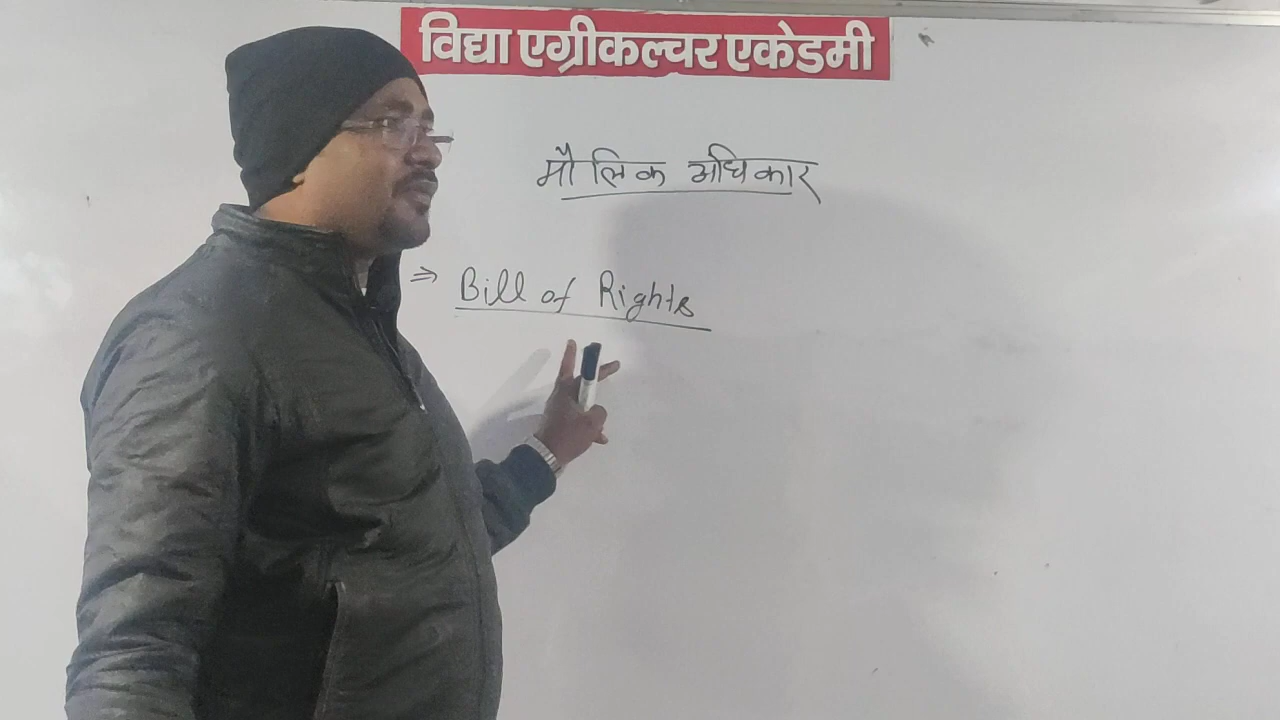 विद्या एग्रीकल्चर एकेडमी
मौलिक अधिकार
⇒ Bill of Rights